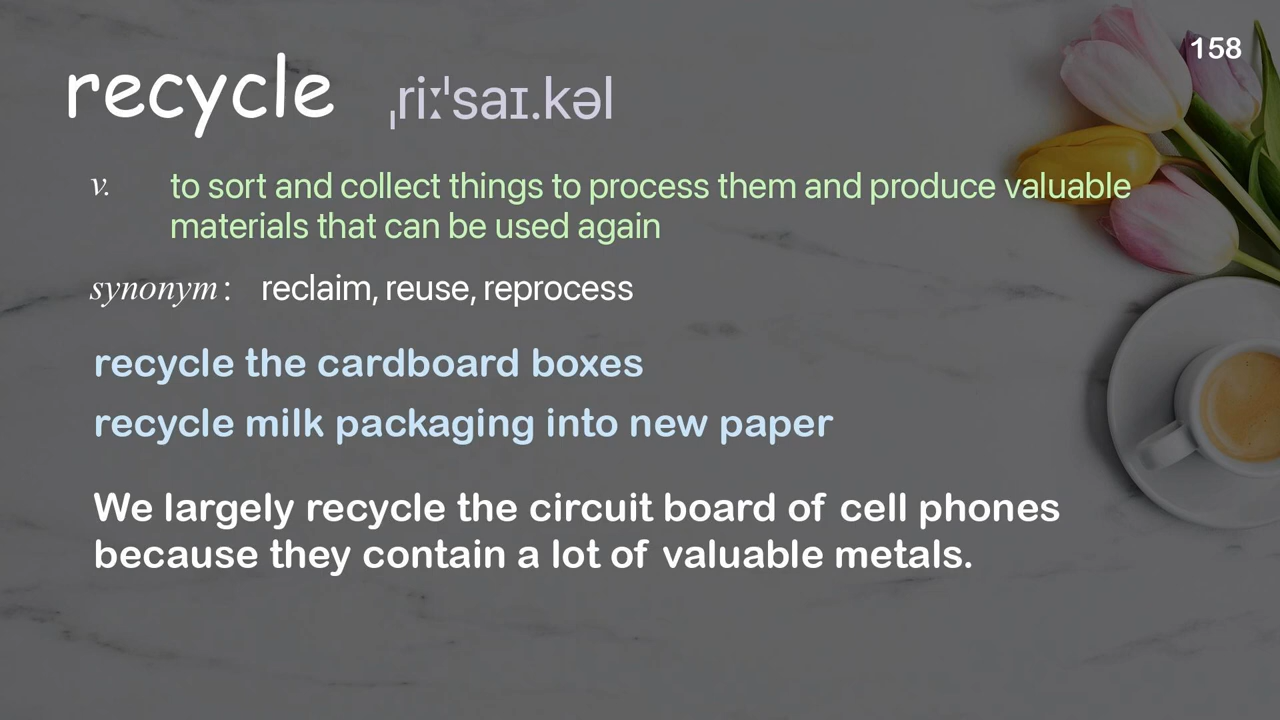 158
recycle ˌriːˈsaɪ.kəl
v. to sort and collect things to process them and produce valuable
materials that can be used again
synonym: reclaim, reuse, reprocess
recycle the cardboard boxes
recycle milk packaging into new paper
We largely recycle the circuit board of cell phones
because they contain a lot of valuable metals.